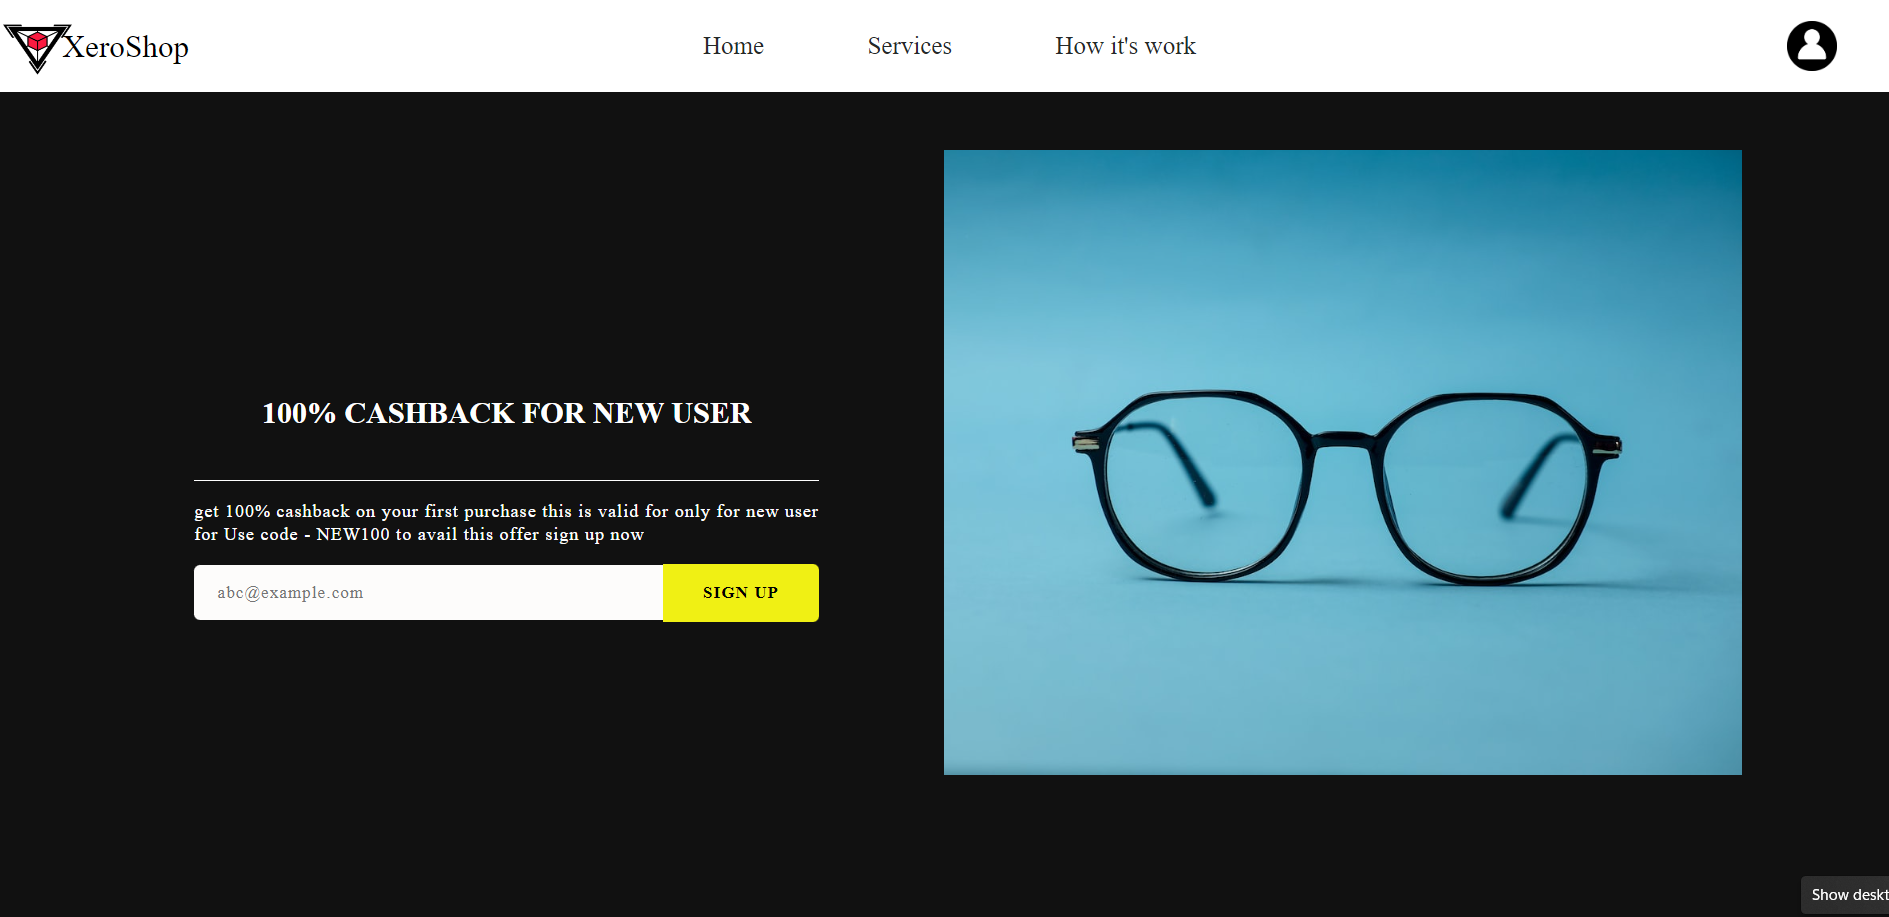 XeroShop
Home
Services
How it's work
100% CASHBACK FOR NEW USER
get 100% cashback on your first purchase this is valid for only for new user
for Use code - NEW100 to avail this offer sign up now
abc@example.com
SIGN UP
Show deskt